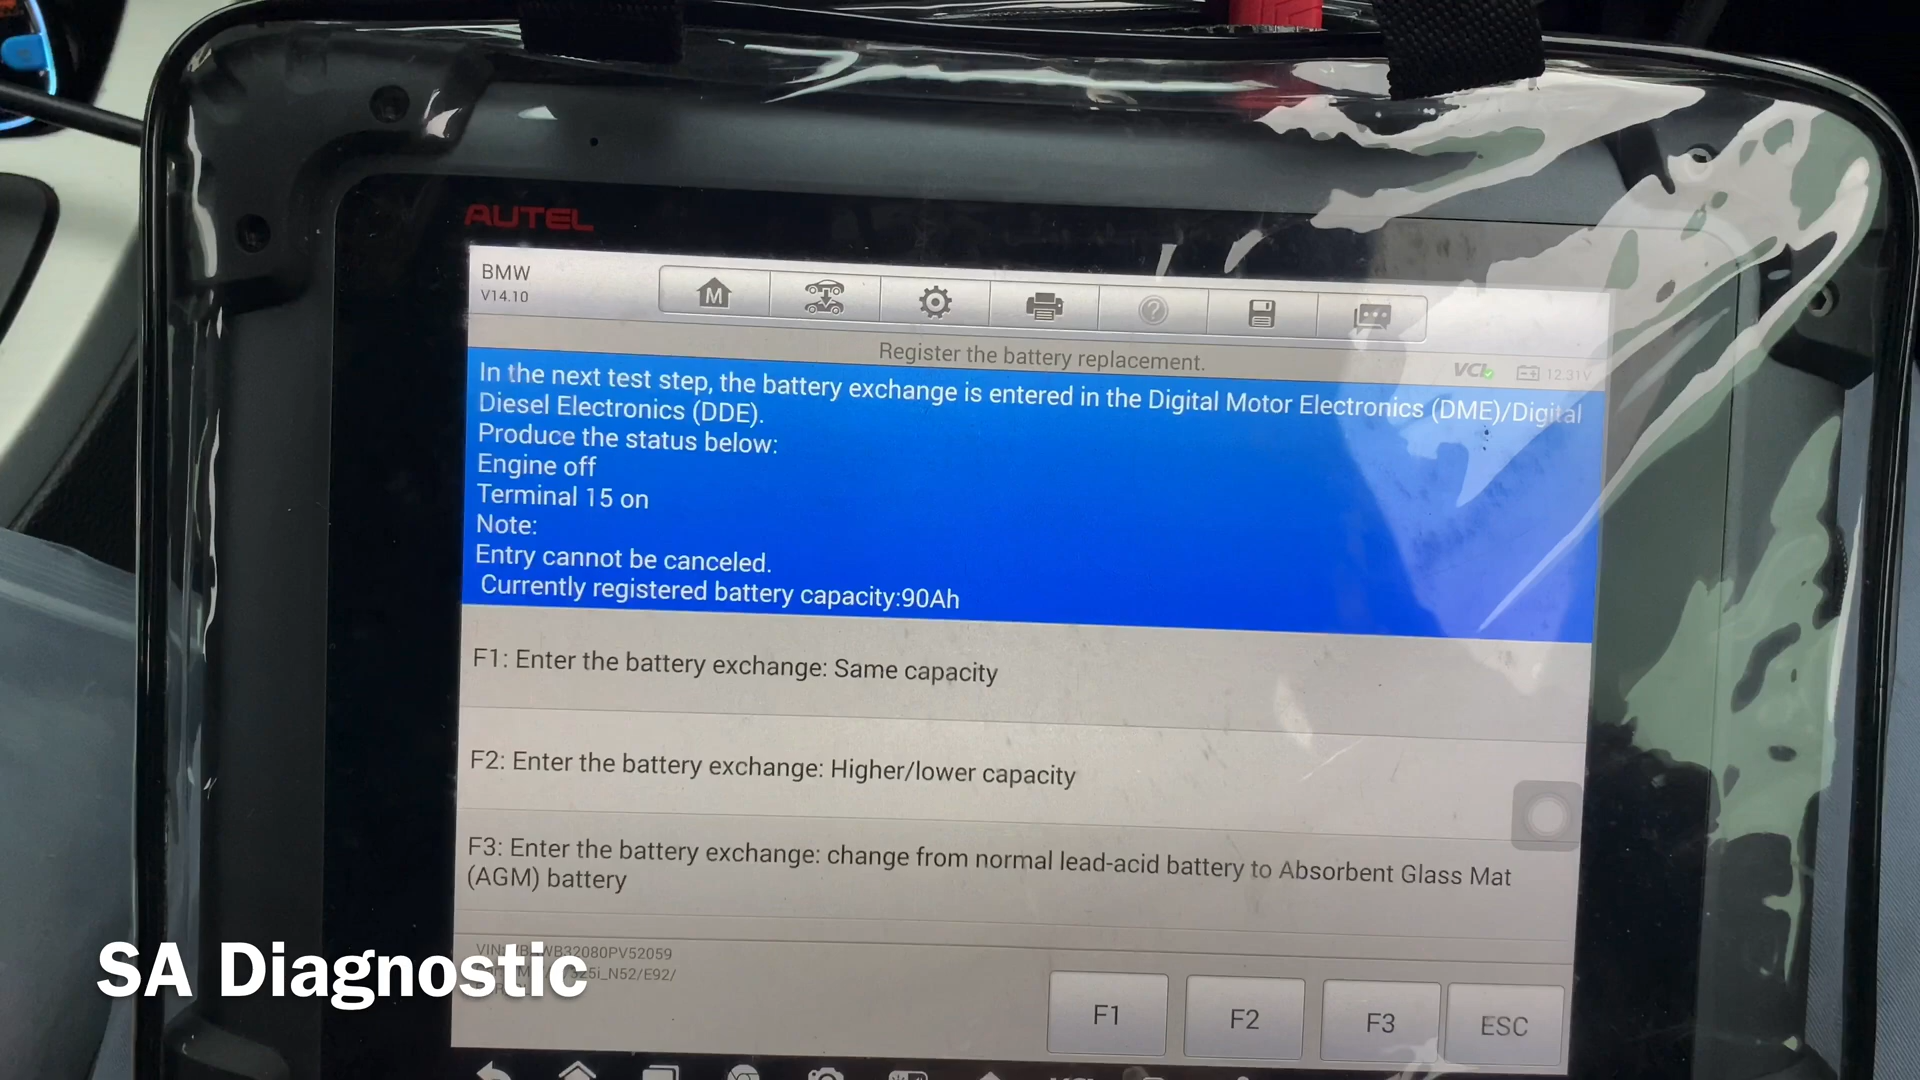 AUTEL
BMW
V14.10
M
Register the battery replacement.
VCI
12.31V
In the next test step, the battery exchange is entered in the Digital Motor Electronics (DME)/Digital
Diesel Electronics (DDE).
Produce the status below:
Engine off
Terminal 15 on
Note:
Entry cannot be canceled.
Currently registered battery capacity:90Ah
F1: Enter the battery exchange: Same capacity
F2: Enter the battery exchange: Higher/lower capacity
F3: Enter the battery exchange: change from normal lead-acid battery to Absorbent Glass Mat
(AGM) battery
SA Diagnostic
F1
F2
F3
ESC